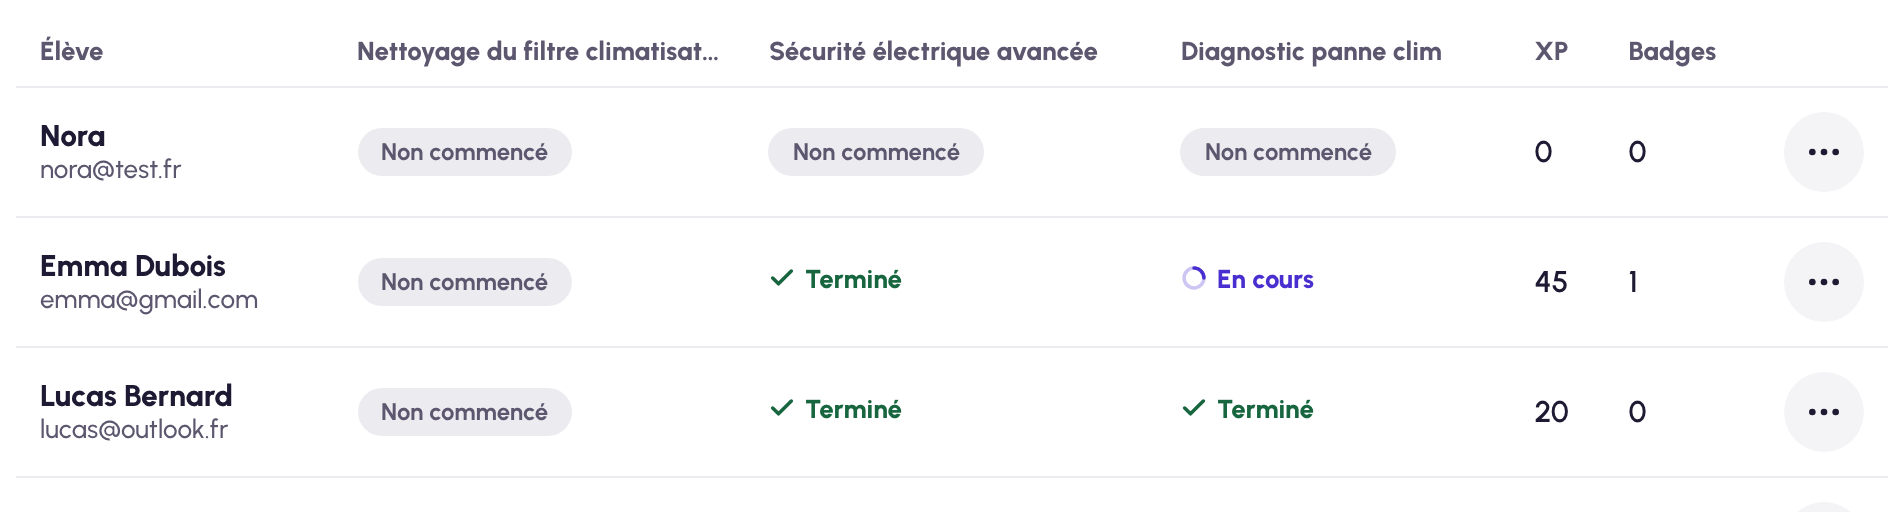 Élève Nettoyage du filtre climatisat... Sécurité électrique avancée Diagnostic panne clim XP Badges
Nora
nora@test.fr
Non commencé Non commencé Non commencé 0 0
Emma Dubois
emma@gmail.com
Non commencé Terminé En cours 45 1
Lucas Bernard
lucas@outlook.fr
Non commencé Terminé Terminé 20 0